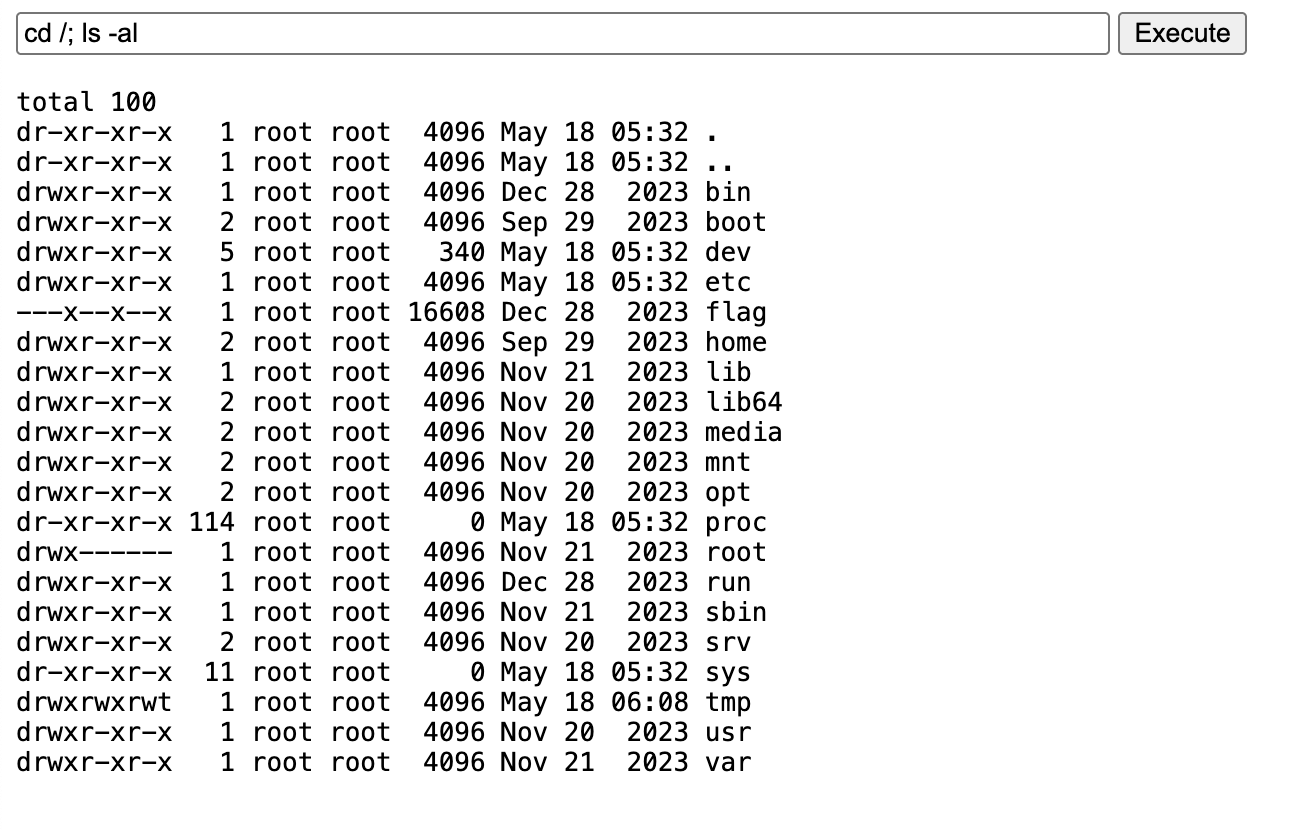 cd /; ls -al
Execute
total 100
dr-xr-xr-x   1 root root  4096 May 18 05:32 .
dr-xr-xr-x   1 root root  4096 May 18 05:32 ..
drwxr-xr-x   1 root root  4096 Dec 28  2023 bin
drwxr-xr-x   2 root root  4096 Sep 29  2023 boot
drwxr-xr-x   5 root root   340 May 18 05:32 dev
drwxr-xr-x   1 root root  4096 May 18 05:32 etc
---x--x--x   1 root root 16608 Dec 28  2023 flag
drwxr-xr-x   2 root root  4096 Sep 29  2023 home
drwxr-xr-x   1 root root  4096 Nov 21  2023 lib
drwxr-xr-x   2 root root  4096 Nov 20  2023 lib64
drwxr-xr-x   2 root root  4096 Nov 20  2023 media
drwxr-xr-x   2 root root  4096 Nov 20  2023 mnt
drwxr-xr-x   2 root root  4096 Nov 20  2023 opt
dr-xr-xr-x 114 root root     0 May 18 05:32 proc
drwx------   1 root root  4096 Nov 21  2023 root
drwxr-xr-x   1 root root  4096 Dec 28  2023 run
drwxr-xr-x   1 root root  4096 Nov 21  2023 sbin
drwxr-xr-x   2 root root  4096 Nov 20  2023 srv
dr-xr-xr-x  11 root root     0 May 18 05:32 sys
drwxrwxrwt   1 root root  4096 May 18 06:08 tmp
drwxr-xr-x   1 root root  4096 Nov 20  2023 usr
drwxr-xr-x   1 root root  4096 Nov 21  2023 var